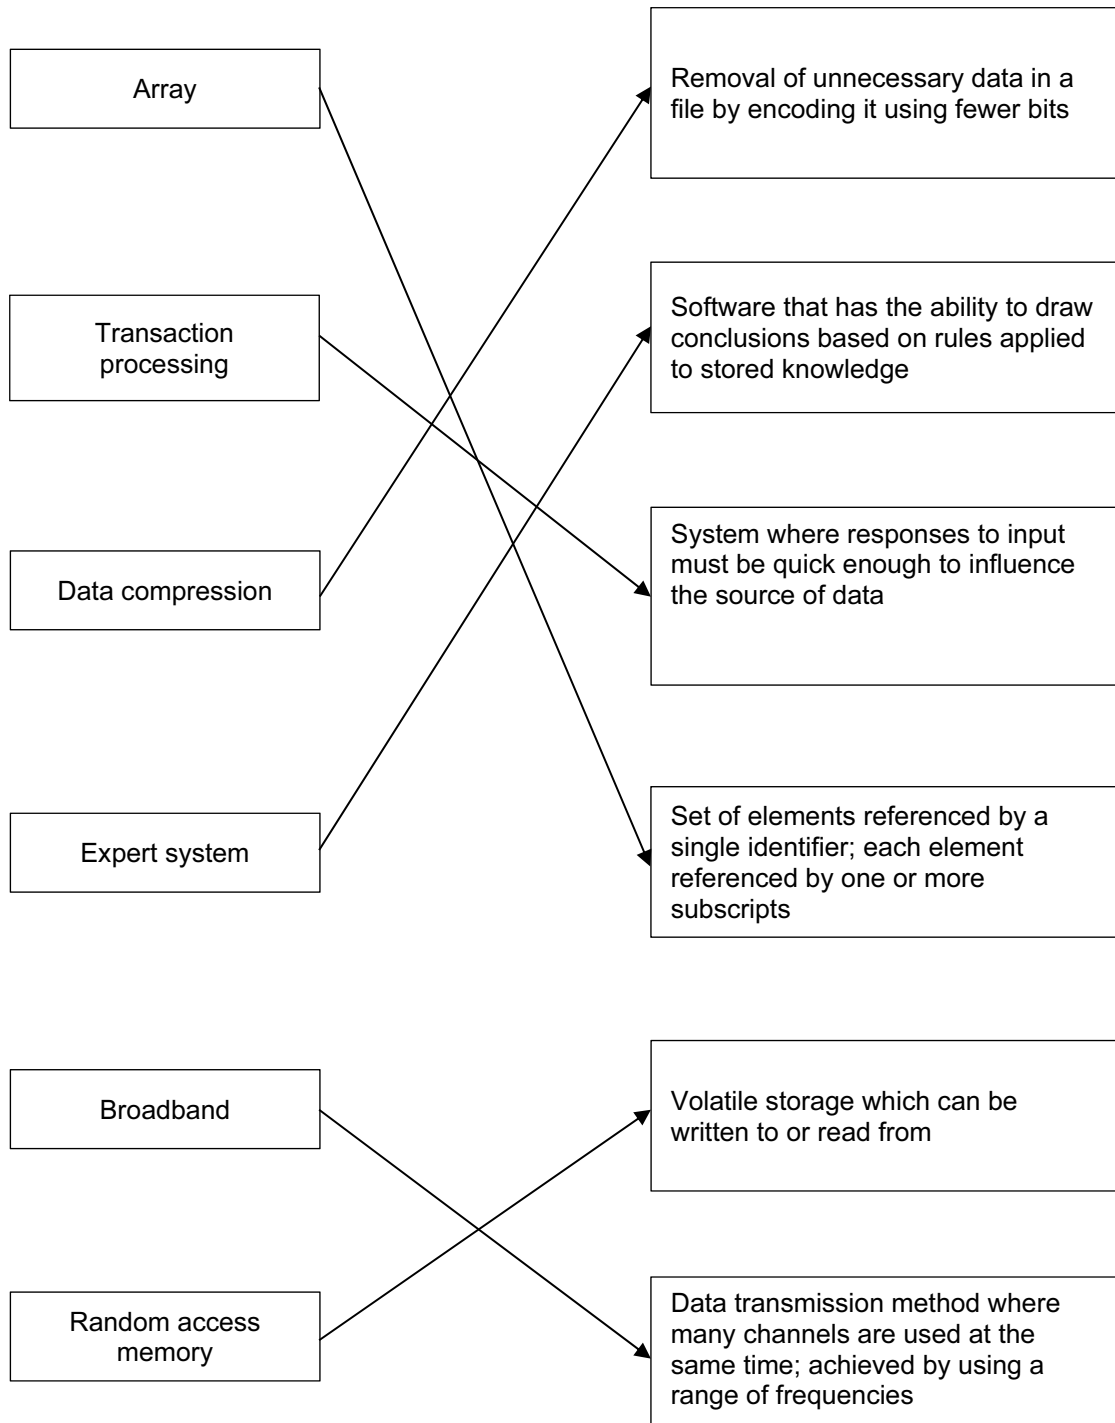 Array
Removal of unnecessary data in a
file by encoding it using fewer bits
Transaction
processing
Software that has the ability to draw
conclusions based on rules applied
to stored knowledge
Data compression
System where responses to input
must be quick enough to influence
the source of data
Expert system
Set of elements referenced by a
single identifier; each element
referenced by one or more
subscripts
Broadband
Volatile storage which can be
written to or read from
Random access
memory
Data transmission method where
many channels are used at the
same time; achieved by using a
range of frequencies